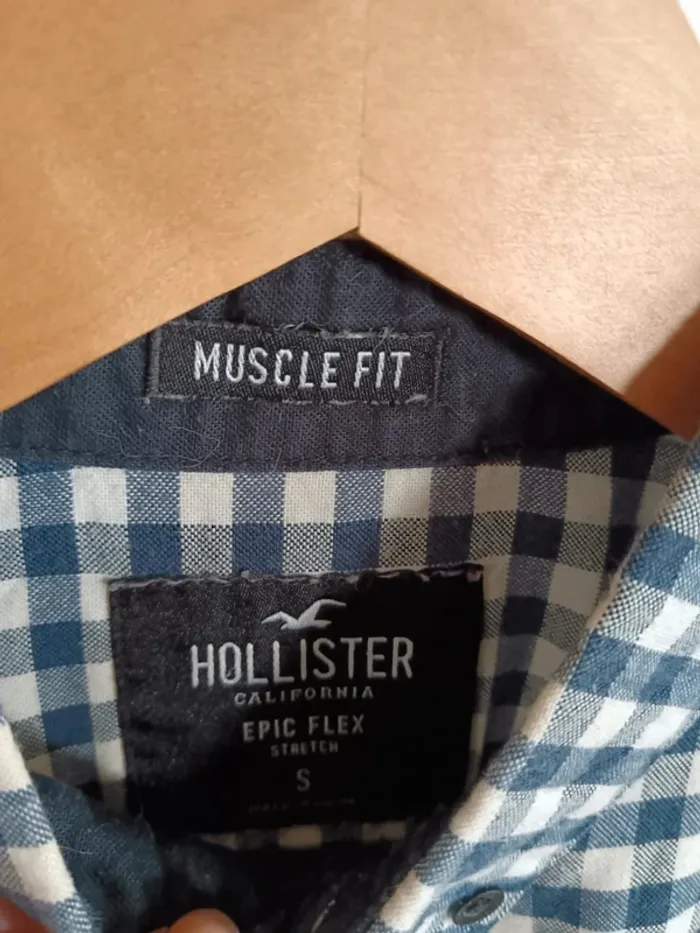 MUSCLE FIT
HOLLISTER
CALIFORNIA
EPIC FLEX
STRETCH
S